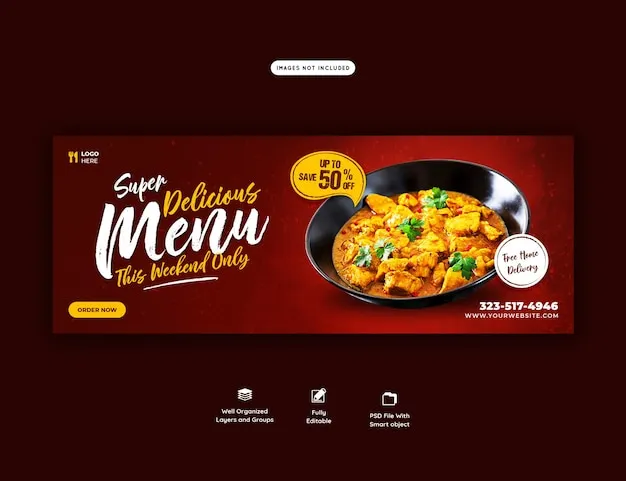 IMAGES NOT INCLUDED
LOGO
HERE
Super
Delicious
Menu
This Weekend Only
ORDER NOW
UP TO
SAVE 50% OFF
Free Home
Delivery
323-517-4946
WWW.YOURWEBSITE.COM
Well Organized
Layers and Groups
Fully
Editable
PSD File With
Smart object